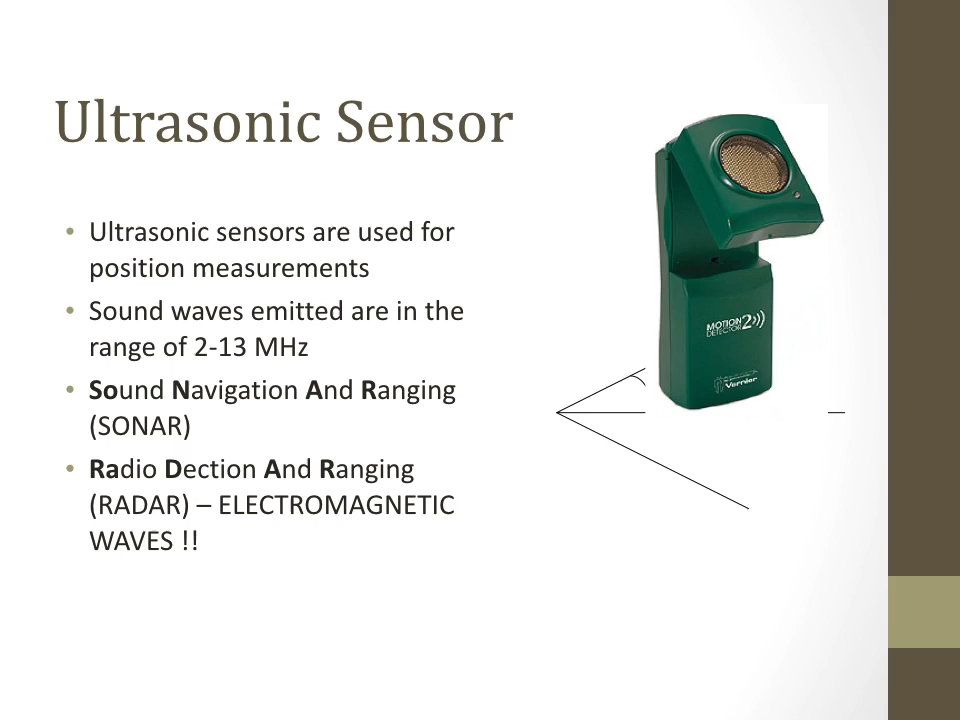 Ultrasonic Sensor
• Ultrasonic sensors are used for
position measurements
• Sound waves emitted are in the
range of 2-13 MHz
• Sound Navigation And Ranging
(SONAR)
• Radio Dection And Ranging
(RADAR) – ELECTROMAGNETIC
WAVES !!
MOTION
DETECTOR 2
Vernier